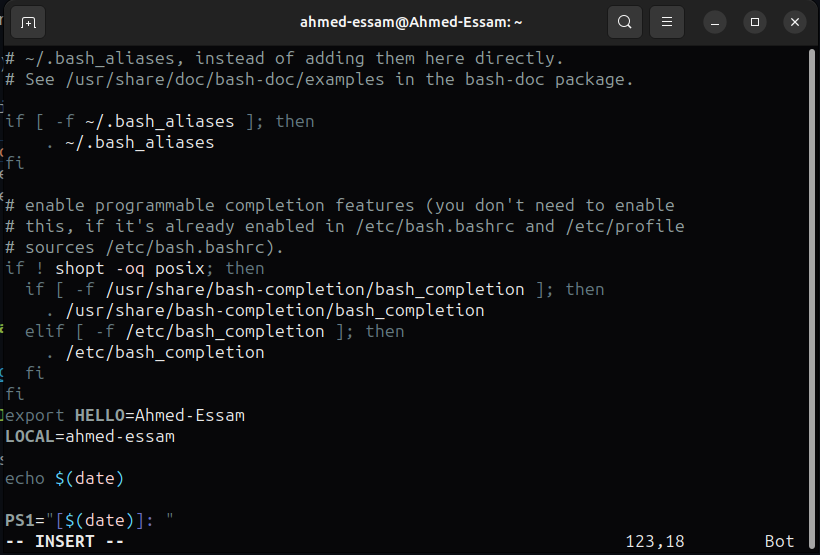 ahmed-essam@Ahmed-Essam: ~
# ~/.bash_aliases, instead of adding them here directly.
# See /usr/share/doc/bash-doc/examples in the bash-doc package.
if [ -f ~/.bash_aliases ]; then
    . ~/.bash_aliases
fi
# enable programmable completion features (you don't need to enable
# this, if it's already enabled in /etc/bash.bashrc and /etc/profile
# sources /etc/bash.bashrc).
if ! shopt -oq posix; then
  if [ -f /usr/share/bash-completion/bash_completion ]; then
    . /usr/share/bash-completion/bash_completion
  elif [ -f /etc/bash_completion ]; then
    . /etc/bash_completion
  fi
fi
export HELLO=Ahmed-Essam
LOCAL=ahmed-essam
echo $(date)
PS1="[$(date)]: "
-- INSERT -- 123,18 Bot